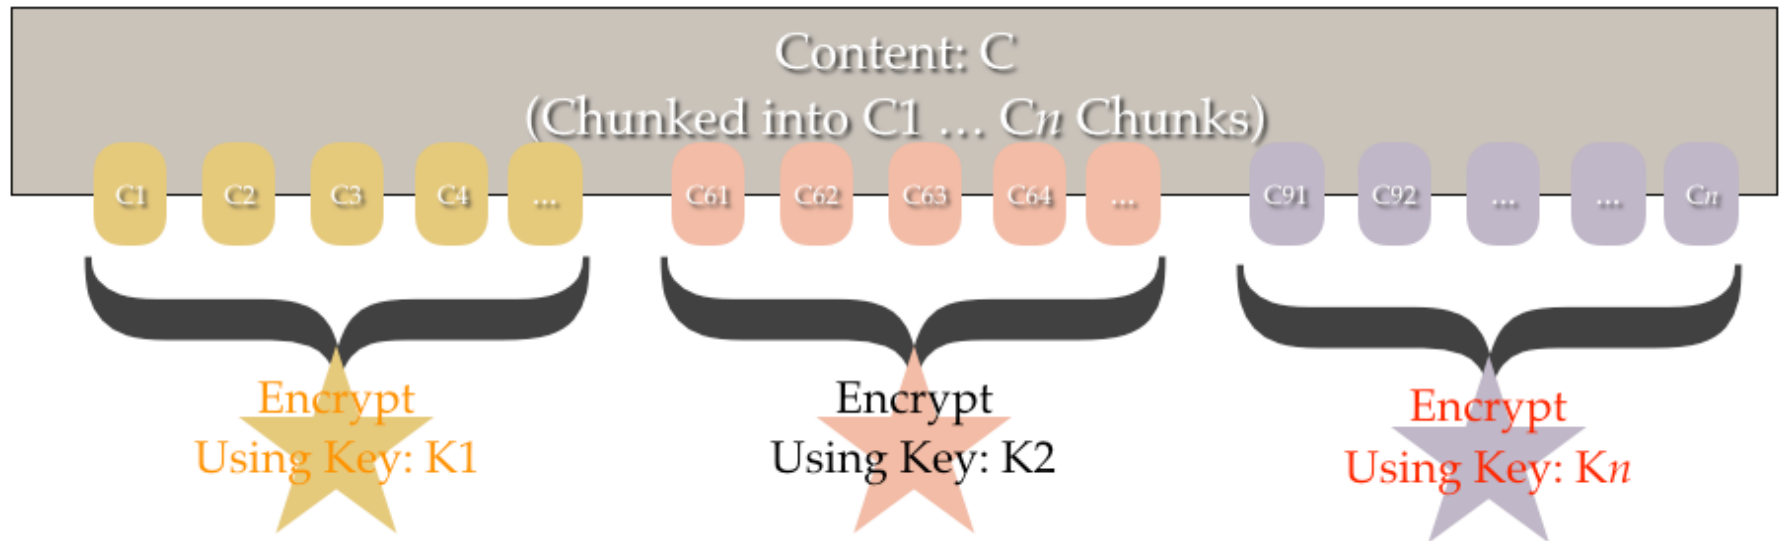 Content: C
(Chunked into C1 ... Cn Chunks)
C1 C2 C3 C4 ... C61 C62 C63 C64 ... C91 C92 ... ... Cn
Encrypt
Using Key: K1
Encrypt
Using Key: K2
Encrypt
Using Key: Kn